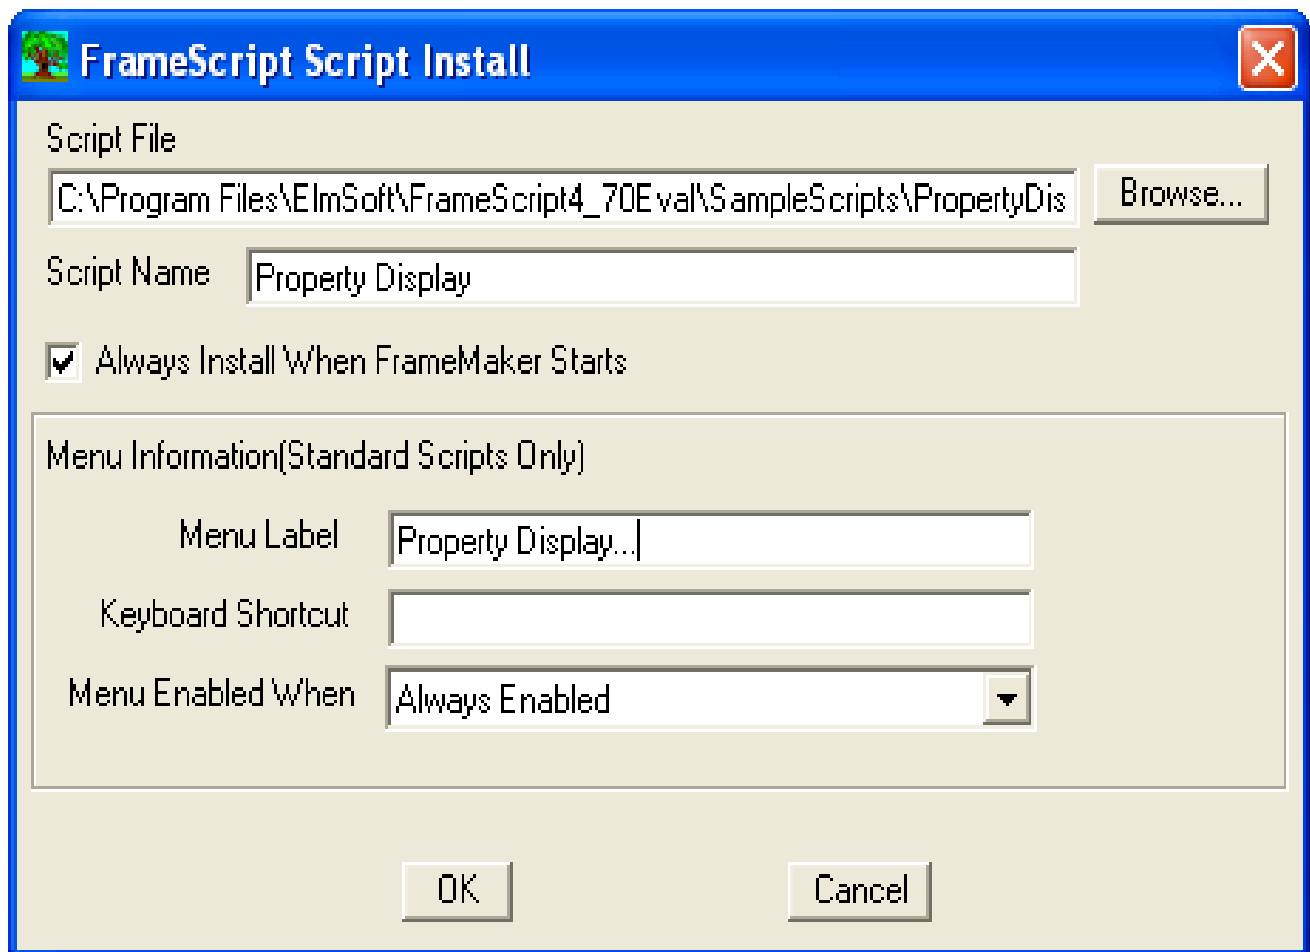 FrameScript Script Install
Script File
C:\Program Files\ElmSoft\FrameScript4_70Eval\SampleScripts\PropertyDis
Browse...
Script Name
Property Display
Always Install When FrameMaker Starts
Menu Information(Standard Scripts Only)
Menu Label
Property Display...
Keyboard Shortcut
Menu Enabled When
Always Enabled
OK
Cancel